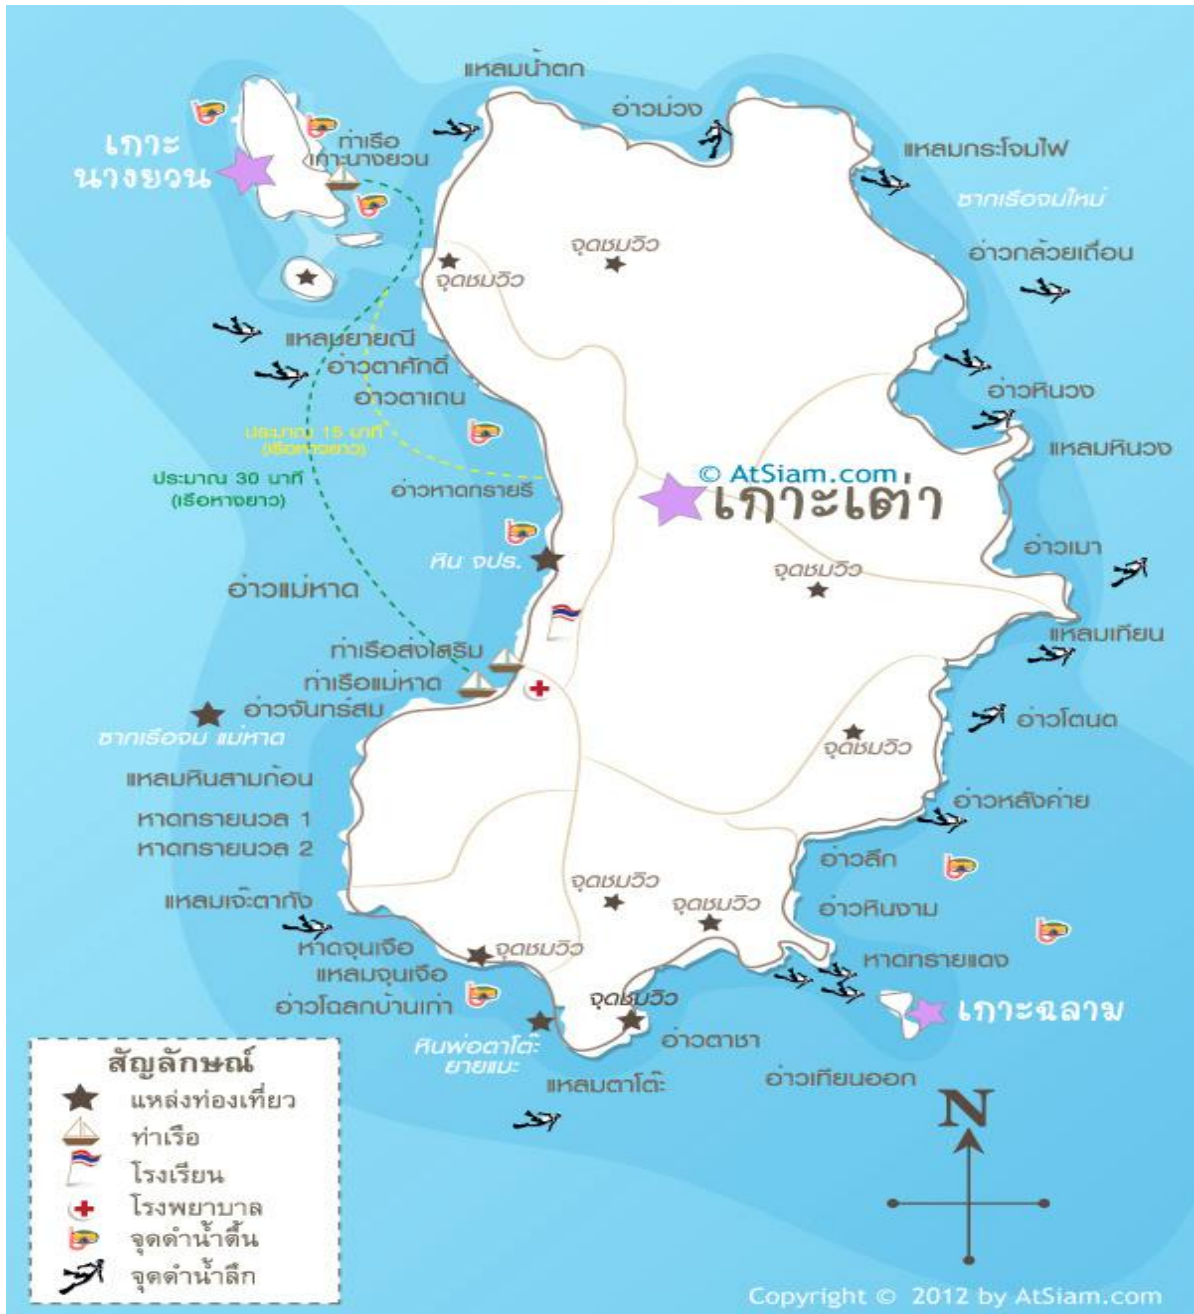 แหลมน้ำตก
อ่าวม่วง
ท่าเรือ
เกาะนางยวน
เกาะ
นางยวน
แหลมกระโจมไฟ
ซากเรือจมใหม่
จุดชมวิว
จุดชมวิว
อ่าวกล้วยเถื่อน
แหลมยายณี
อ่าวตาศักดิ์
อ่าวตาเถน
อ่าวหินวง
ประมาณ 15 นาที
(เรือหางยาว)
แหลมหินวง
ประมาณ 30 นาที
(เรือหางยาว)
© AtSiam.com
อ่าวหาดทรายรี
เกาะเต่า
หิน จปร.
อ่าวเมา
จุดชมวิว
อ่าวแม่หาด
แหลมเทียน
ท่าเรือส่งเสริม
ท่าเรือแม่หาด
อ่าวจันทร์สม
อ่าวโตนด
ซากเรือจม แม่หาด
จุดชมวิว
แหลมหินสามก้อน
อ่าวหลังค่าย
หาดทรายนวล 1
หาดทรายนวล 2
อ่าวลึก
จุดชมวิว
แหลมเจ๊ะตากัง
จุดชมวิว
อ่าวหินงาม
หาดจุนเจือ
จุดชมวิว
หาดทรายแดง
แหลมจุนเจือ
อ่าวโฉลกบ้านเก่า
จุดชมวิว
เกาะฉลาม
หินพ่อตาโต๊ะ
ยายแมะ
อ่าวตาชา
แหลมตาโต๊ะ
อ่าวเทียนออก
สัญลักษณ์
แหล่งท่องเที่ยว
ท่าเรือ
โรงเรียน
โรงพยาบาล
จุดดำน้ำตื้น
จุดดำน้ำลึก
N
Copyright © 2012 by AtSiam.com